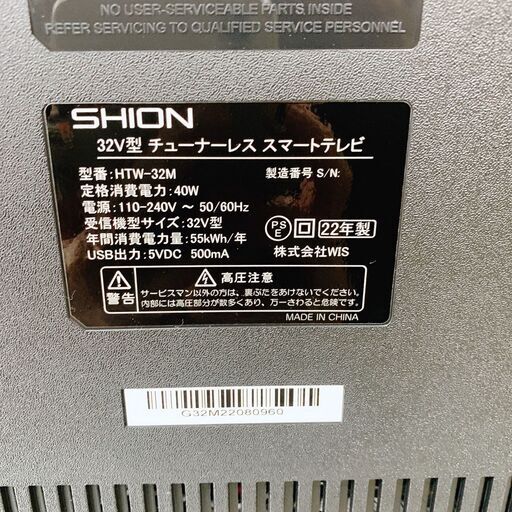 NO USER-SERVICEABLE PARTS INSIDE
REFER SERVICING TO QUALIFIED SERVICE PERSONNEL
SHION
32V型 チューナーレス スマートテレビ
型番:HTW-32M
製造番号 S/N:
定格消費電力:40W
電源:110-240V ～ 50/60Hz
受信機型サイズ:32V型
年間消費電力量:55kWh/年
USB出力:5VDC 500mA
PSE
22年製
株式会社WIS
警告
高圧注意
サービスマン以外の方は、裏ぶたをあけないでください。
内部には高圧部分が数多くあり、万一さわると危険です。
MADE IN CHINA
G32M22080960